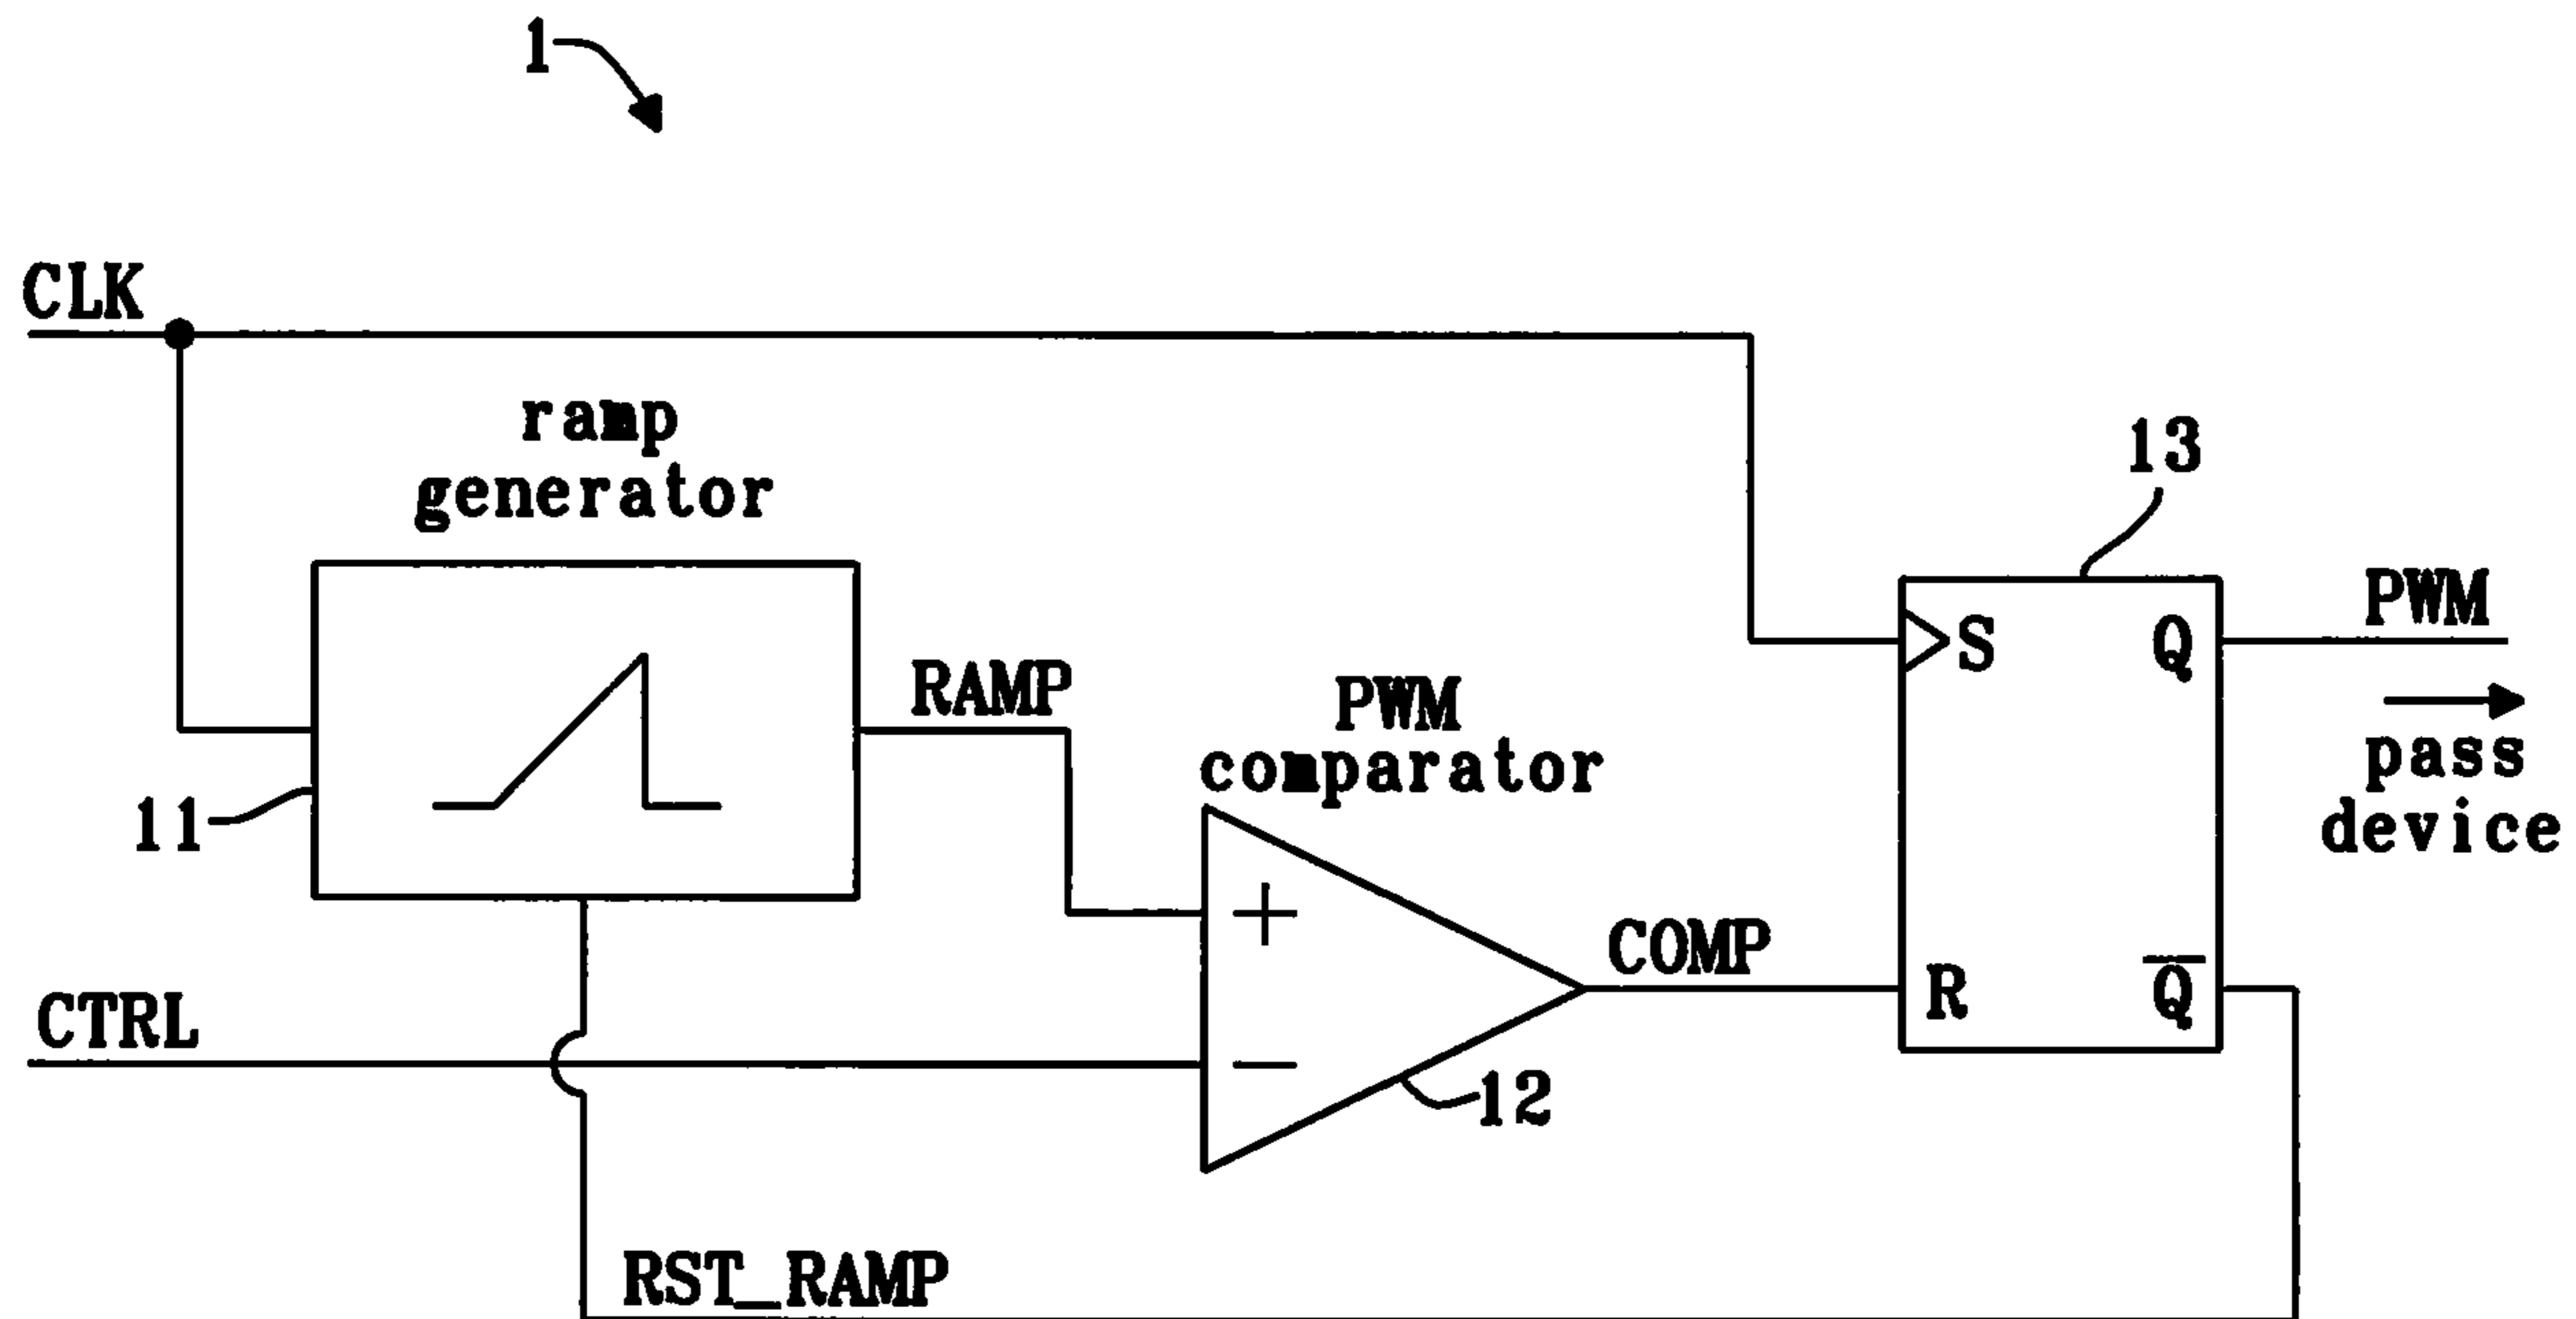 1
CLK
ramp
generator
13
PWM
S
Q
RAMP
PWM
comparator
pass
device
11
+
COMP
R
Q̅
CTRL
−
12
RST_RAMP